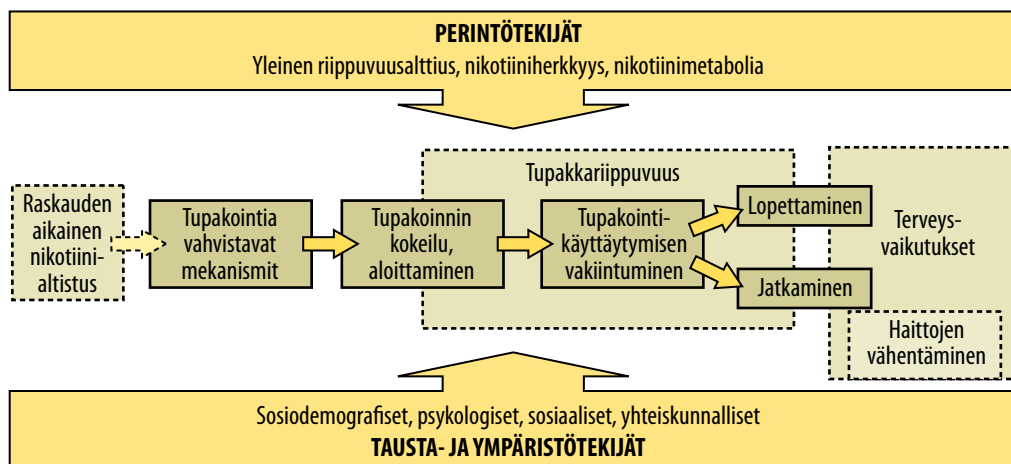 PERINTÖTEKIJÄT
Yleinen riippuvuusalttius, nikotiiniherkkyys, nikotiinimetabolia
Raskauden
aikainen
nikotiini-
altistus
Tupakointia
vahvistavat
mekanismit
Tupakoinnin
kokeilu,
aloittaminen
Tupakkariippuvuus
Tupakointi-
käyttäytymisen
vakiintuminen
Lopettaminen
Jatkaminen
Terveys-
vaikutukset
Haittojen
vähentäminen
Sosiodemografiset, psykologiset, sosiaaliset, yhteiskunnalliset
TAUSTA- JA YMPÄRISTÖTEKIJÄT